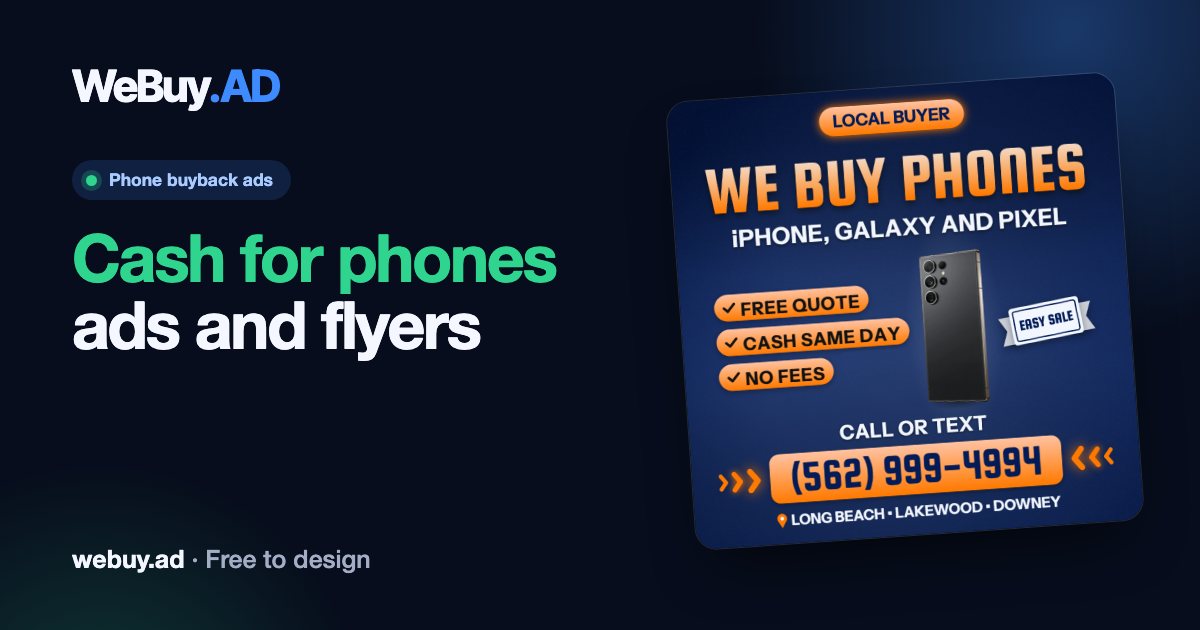 WeBuy.AD
Phone buyback ads
Cash for phones
ads and flyers
webuy.ad · Free to design
LOCAL BUYER
WE BUY PHONES
iPHONE, GALAXY AND PIXEL
FREE QUOTE
CASH SAME DAY
NO FEES
EASY SALE
CALL OR TEXT
(562) 999-4994
LONG BEACH • LAKEWOOD • DOWNEY